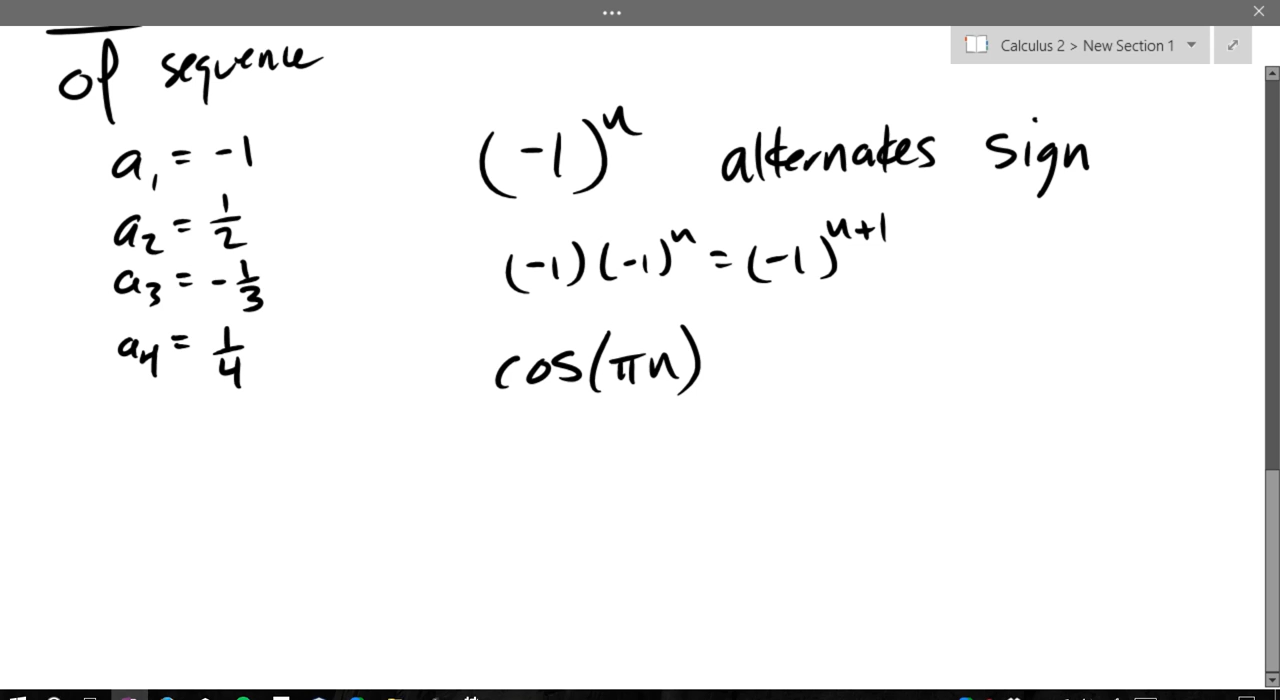 Calculus 2 > New Section 1
of sequence
a₁ = -1
a₂ = 1/2
a₃ = -1/3
a₄ = 1/4
(-1)ⁿ alternates sign
(-1)(-1)ⁿ = (-1)ⁿ⁺¹
cos(πn)